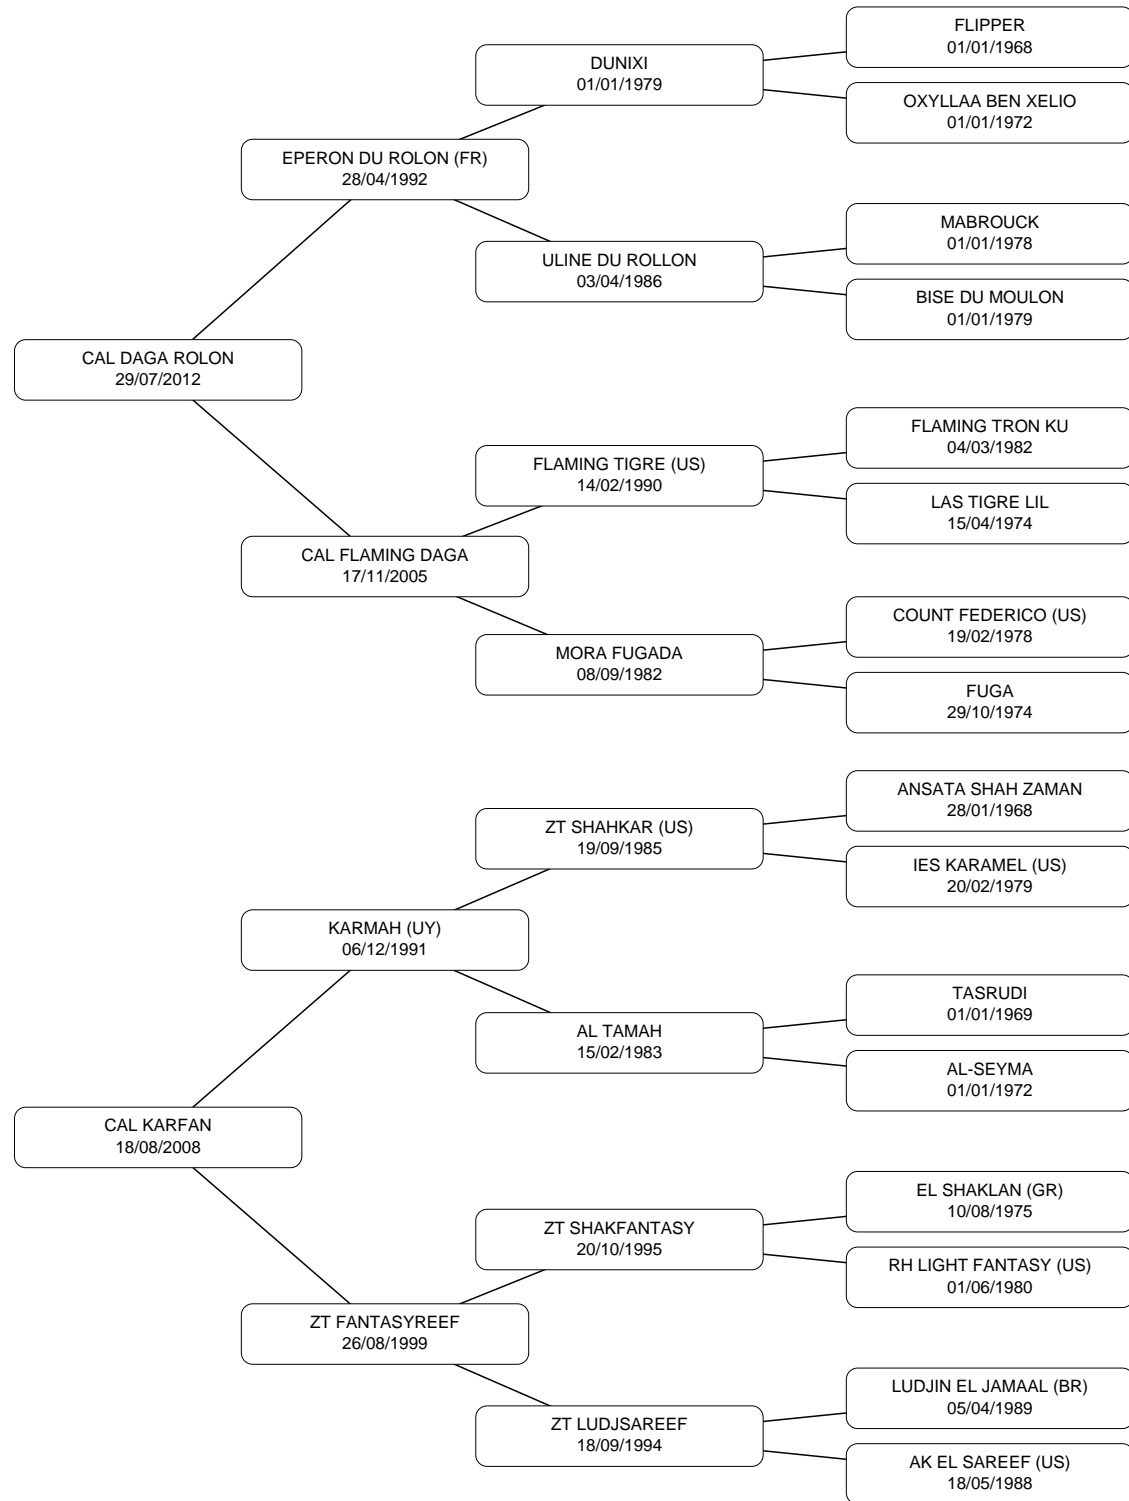 FLIPPER
01/01/1968
DUNIXI
01/01/1979
OXYLLAA BEN XELIO
01/01/1972
EPERON DU ROLON (FR)
28/04/1992
MABROUCK
01/01/1978
ULINE DU ROLLON
03/04/1986
BISE DU MOULON
01/01/1979
CAL DAGA ROLON
29/07/2012
FLAMING TRON KU
04/03/1982
FLAMING TIGRE (US)
14/02/1990
LAS TIGRE LIL
15/04/1974
CAL FLAMING DAGA
17/11/2005
COUNT FEDERICO (US)
19/02/1978
MORA FUGADA
08/09/1982
FUGA
29/10/1974
ANSATA SHAH ZAMAN
28/01/1968
ZT SHAHKAR (US)
19/09/1985
IES KARAMEL (US)
20/02/1979
KARMAH (UY)
06/12/1991
TASRUDI
01/01/1969
AL TAMAH
15/02/1983
AL-SEYMA
01/01/1972
CAL KARFAN
18/08/2008
EL SHAKLAN (GR)
10/08/1975
ZT SHAKFANTASY
20/10/1995
RH LIGHT FANTASY (US)
01/06/1980
ZT FANTASYREEF
26/08/1999
LUDJIN EL JAMAAL (BR)
05/04/1989
ZT LUDJSAREEF
18/09/1994
AK EL SAREEF (US)
18/05/1988